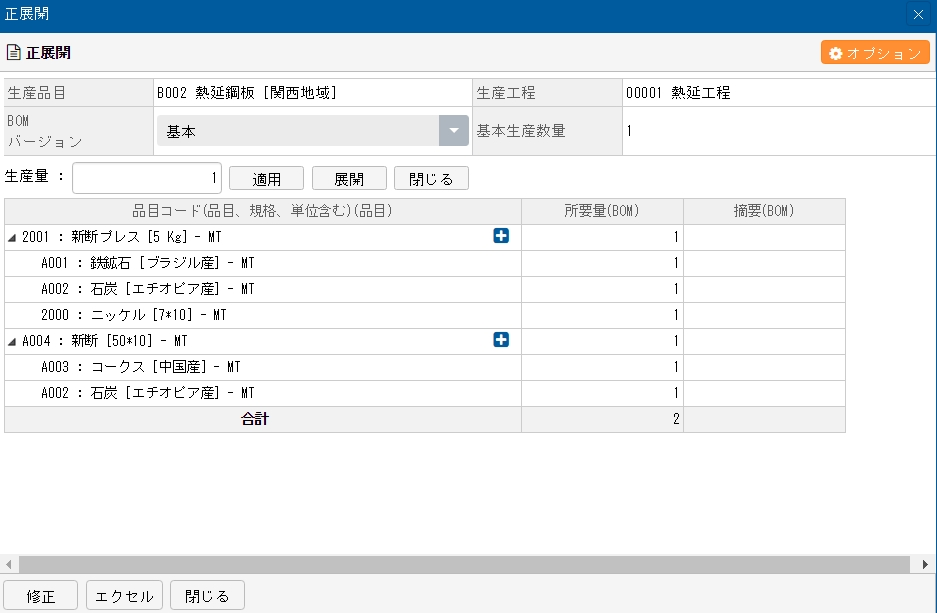 正展開
正展開
オプション
生産品目 B002 熱延鋼板 [関西地域] 生産工程 00001 熱延工程
BOM
バージョン 基本 基本生産数量 1
生産量 : 1 適用 展開 閉じる
品目コード(品目、規格、単位含む)(品目) 所要量(BOM) 摘要(BOM)
2001 : 新断プレス [5 Kg] - MT 1
A001 : 鉄鉱石 [ブラジル産] - MT 1
A002 : 石炭 [エチオピア産] - MT 1
2000 : ニッケル [7*10] - MT 1
A004 : 新断 [50*10] - MT 1
A003 : コークス [中国産] - MT 1
A002 : 石炭 [エチオピア産] - MT 1
合計 2
修正 エクセル 閉じる